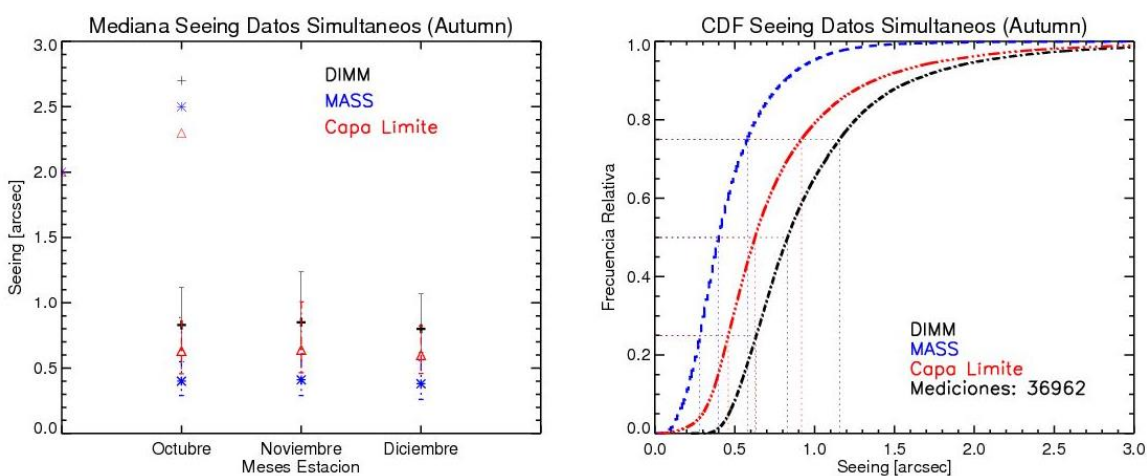 Mediana Seeing Datos Simultaneos (Autumn)
3.0
2.5
2.0
1.5
1.0
0.5
0.0
Seeing [arcsec]
DIMM
MASS
Capa Limite
Octubre
Noviembre
Diciembre
Meses Estacion
CDF Seeing Datos Simultaneos (Autumn)
1.0
0.8
0.6
0.4
0.2
0.0
Frecuencia Relativa
DIMM
MASS
Capa Limite
Mediciones: 36962
0.0
0.5
1.0
1.5
2.0
2.5
3.0
Seeing [arcsec]